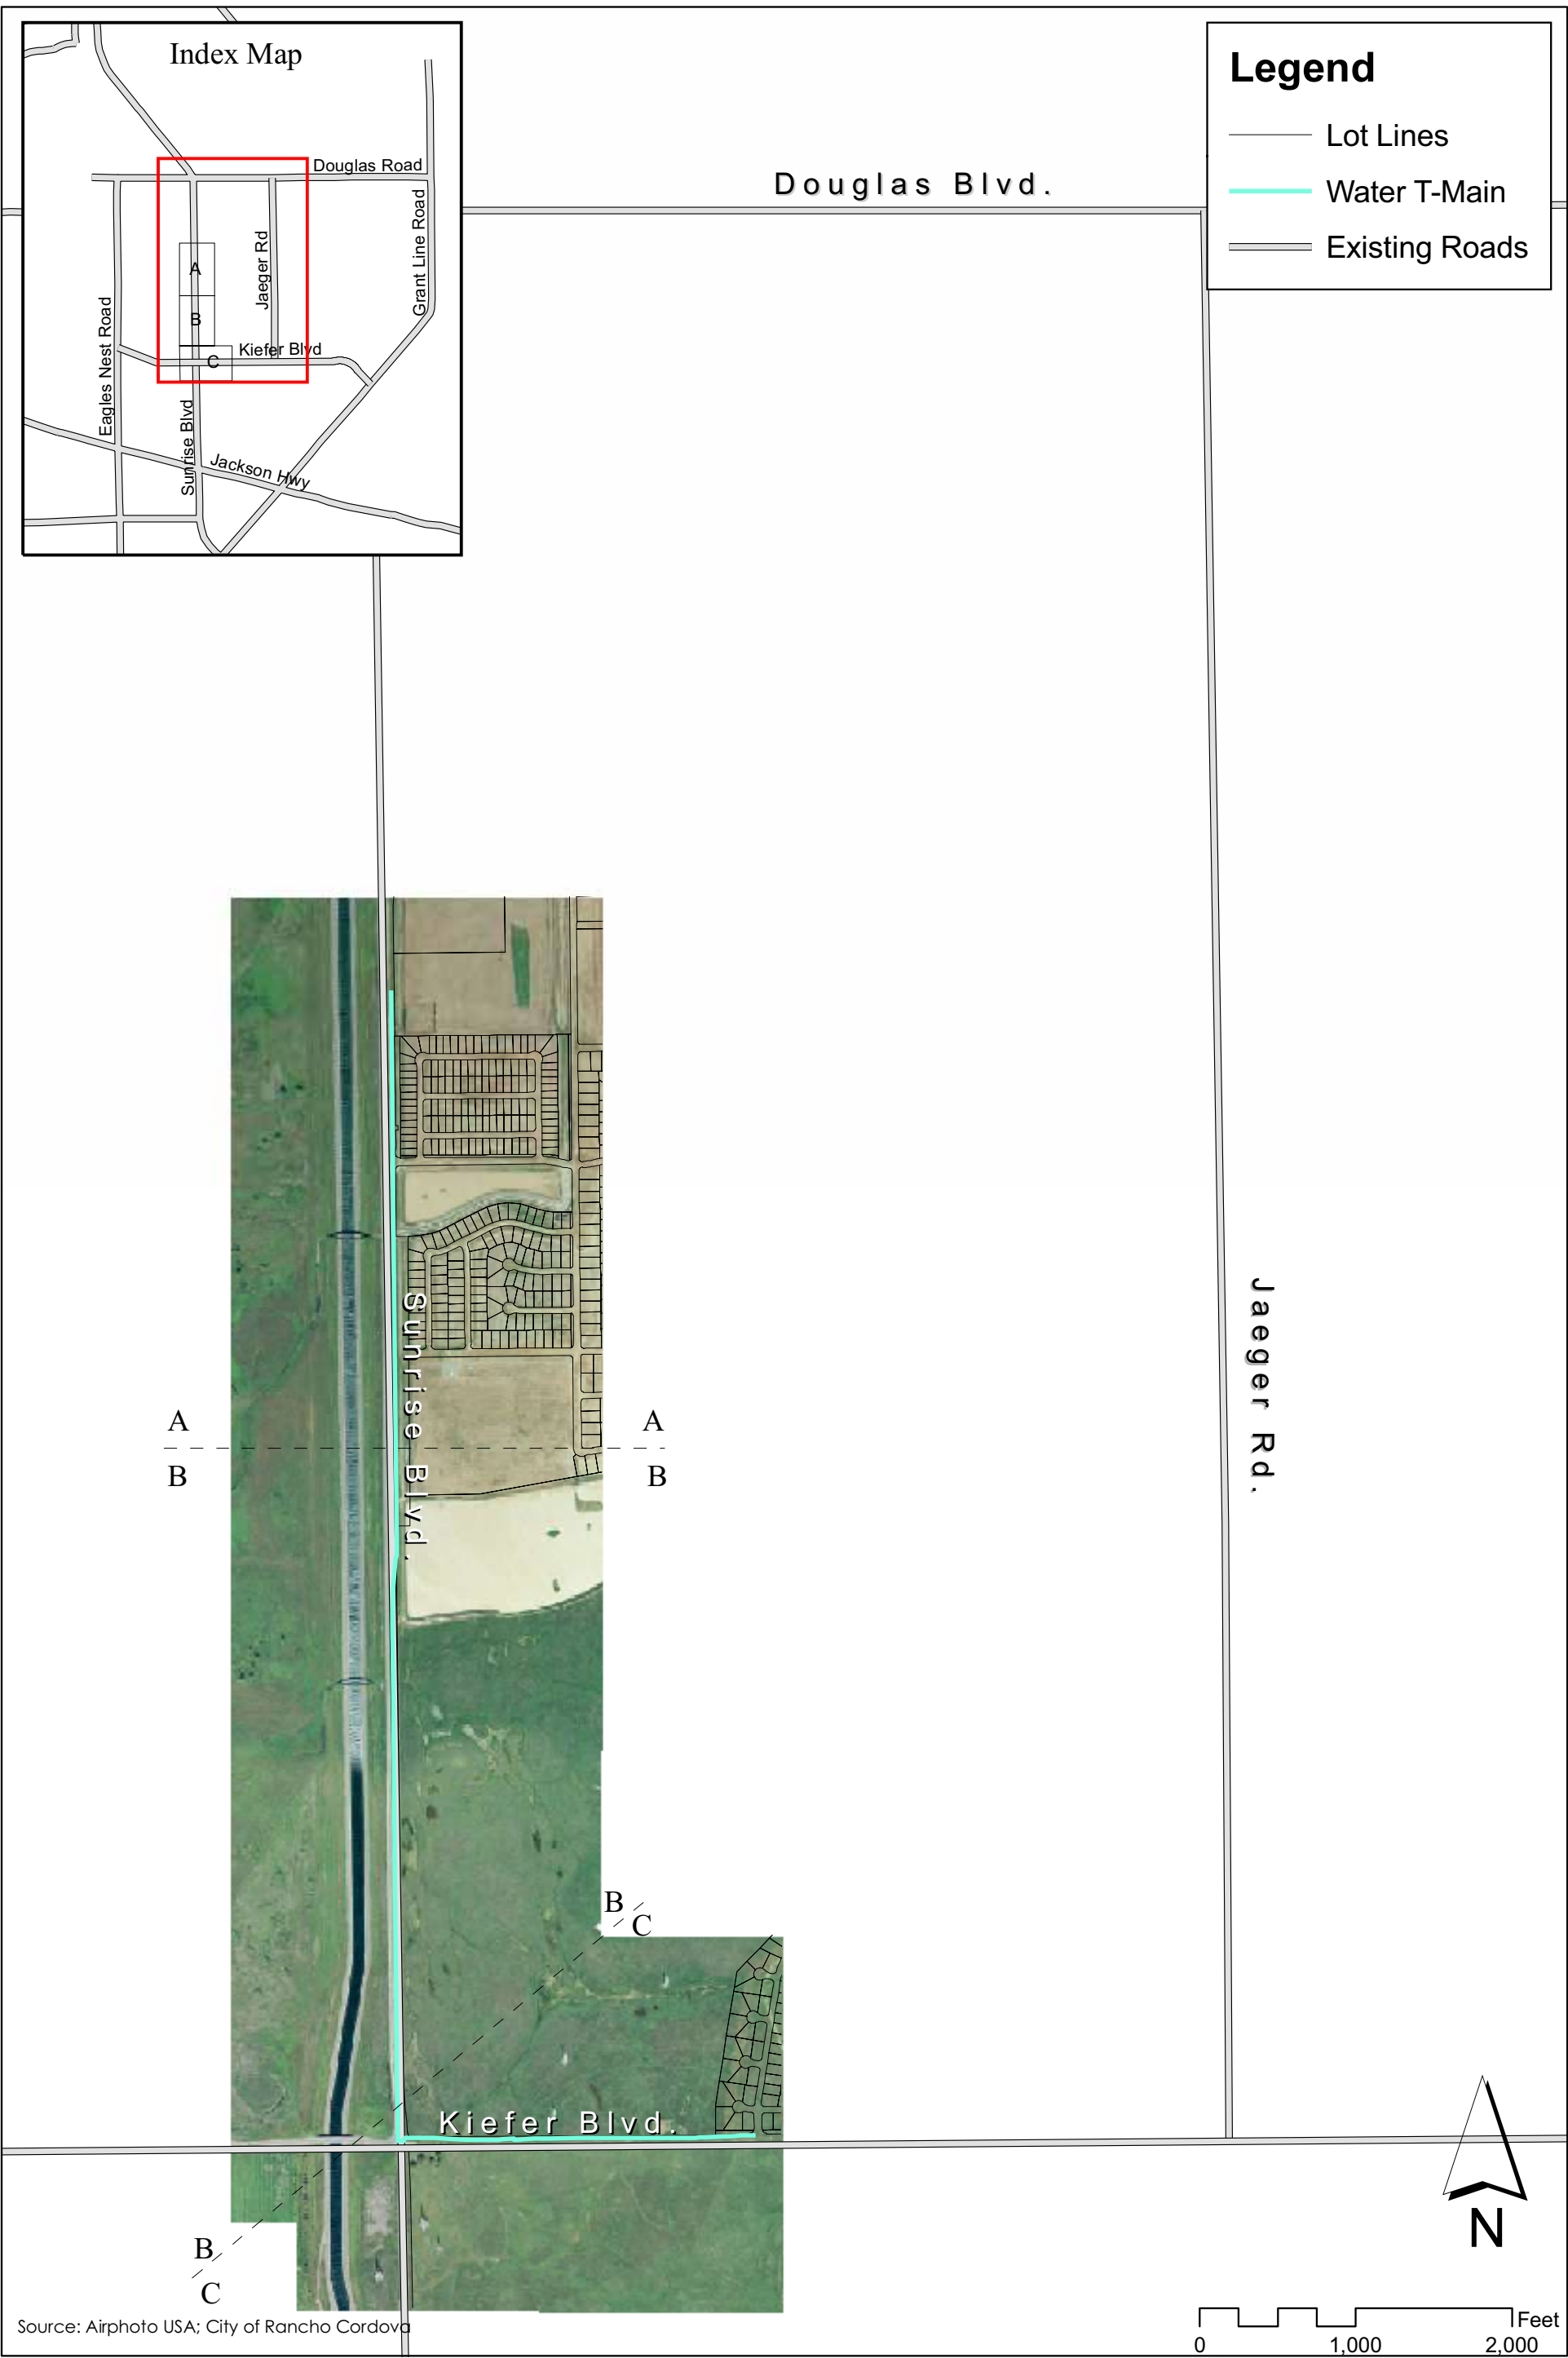 Index Map
Douglas Road
Grant Line Road
Jaeger Rd
A
B
C
Kiefer Blvd
Eagles Nest Road
Sunrise Blvd
Jackson Hwy
Legend
Lot Lines
Water T-Main
Existing Roads
Douglas Blvd.
Jaeger Rd.
Sunrise Blvd.
A
A
B
B
B
C
Kiefer Blvd.
B
C
N
Source: Airphoto USA; City of Rancho Cordova
Feet
0 1,000 2,000